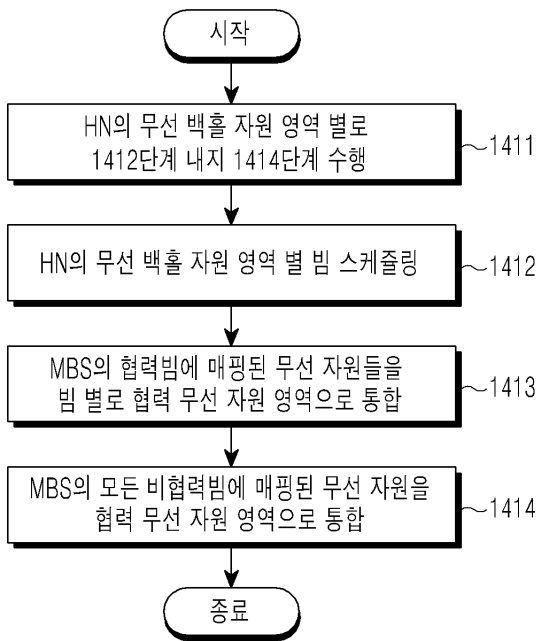 시작
HN의 무선 백홀 자원 영역 별로
1412단계 내지 1414단계 수행
1411
HN의 무선 백홀 자원 영역 별 빔 스케쥴링
1412
MBS의 협력빔에 매핑된 무선 자원들을
빔 별로 협력 무선 자원 영역으로 통합
1413
MBS의 모든 비협력빔에 매핑된 무선 자원을
협력 무선 자원 영역으로 통합
1414
종료